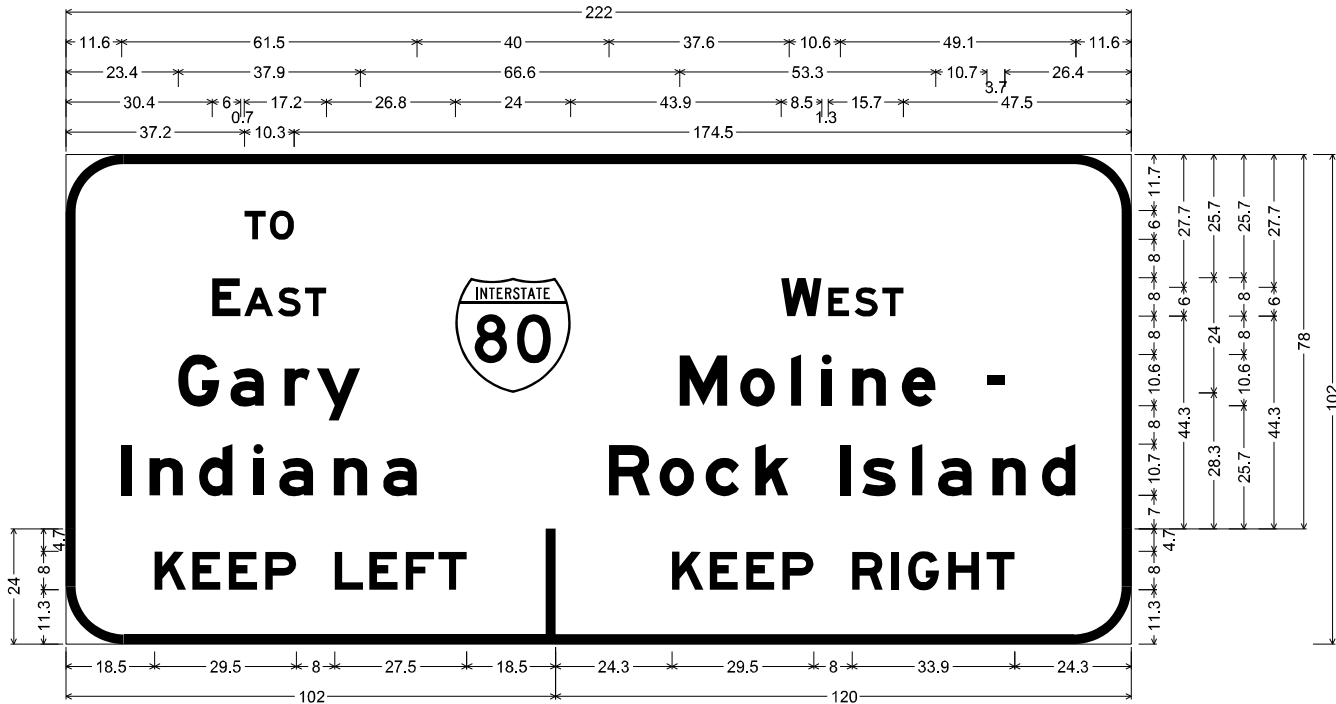 222
11.6 61.5 40 37.6 10.6 49.1 11.6
23.4 37.9 66.6 53.3 10.7 3.7 26.4
30.4 6 0.7 17.2 26.8 24 43.9 8.5 1.3 15.7 47.5
37.2 10.3 174.5
TO
EAST
INTERSTATE
80
WEST
Gary
Moline -
Indiana
Rock Island
KEEP LEFT
KEEP RIGHT
11.7 6 8 8 8 10.6 8 10.7 7 4.7 8 11.3
27.7 6 44.3
25.7 24 28.3
25.7 8 8 10.6 25.7
27.7 6 44.3
78
102
4.7 8 11.3
24
18.5 29.5 8 27.5 18.5 24.3 29.5 8 33.9 24.3
102 120